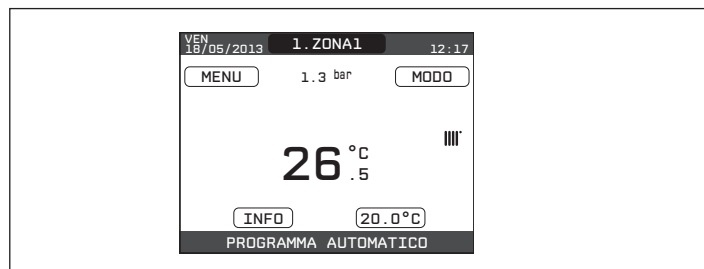 VEN
18/05/2013 1.ZONA1 12:17
MENU 1.3 bar MODO
26.5 °C
INFO 20.0°C
PROGRAMMA AUTOMATICO